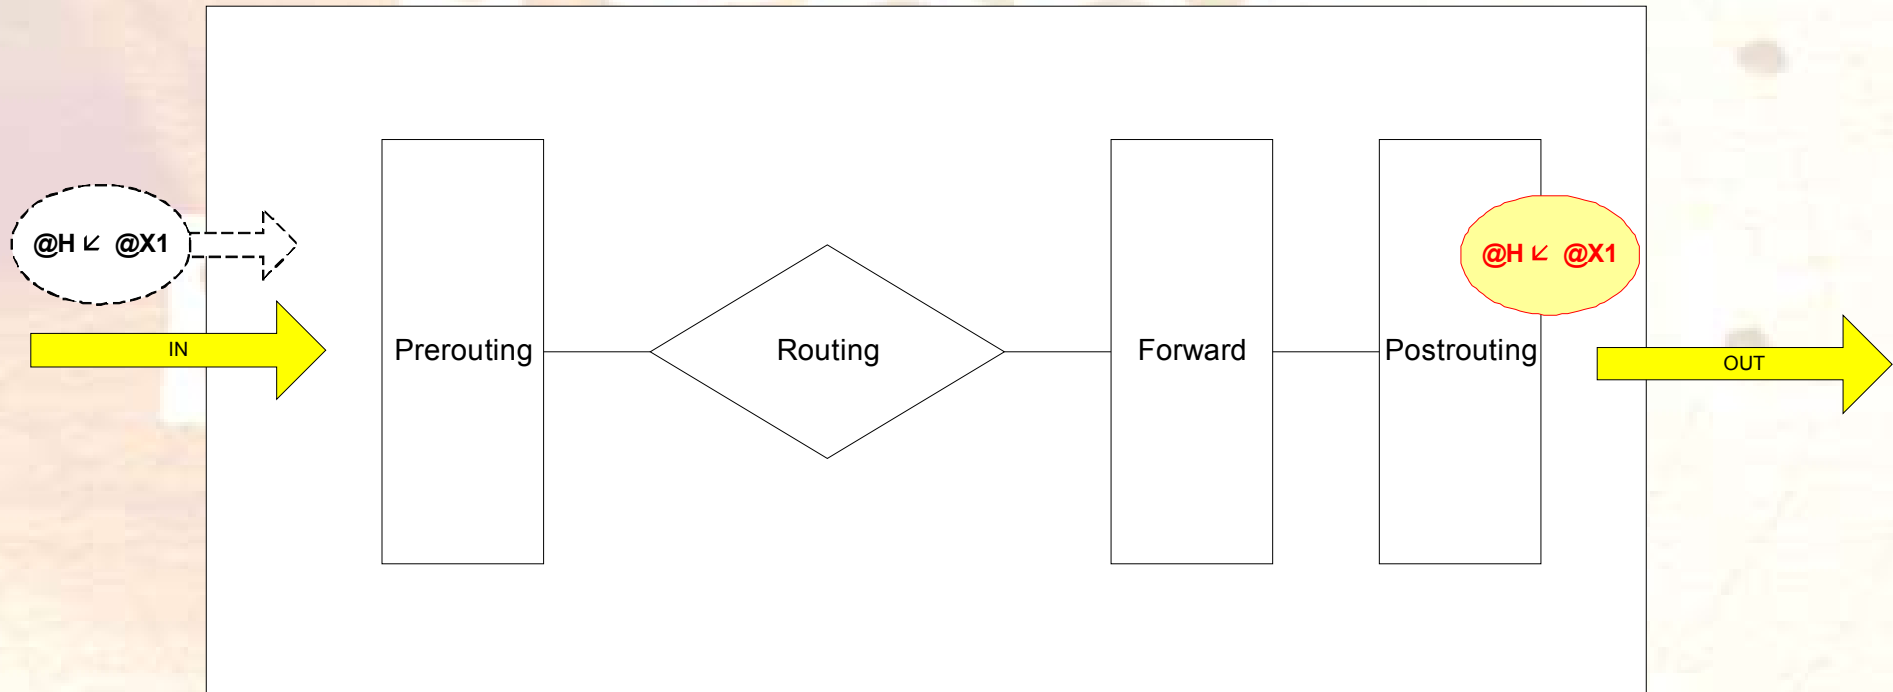 @H ↙ @X1
IN
Prerouting
Routing
Forward
Postrouting
@H ↙ @X1
OUT